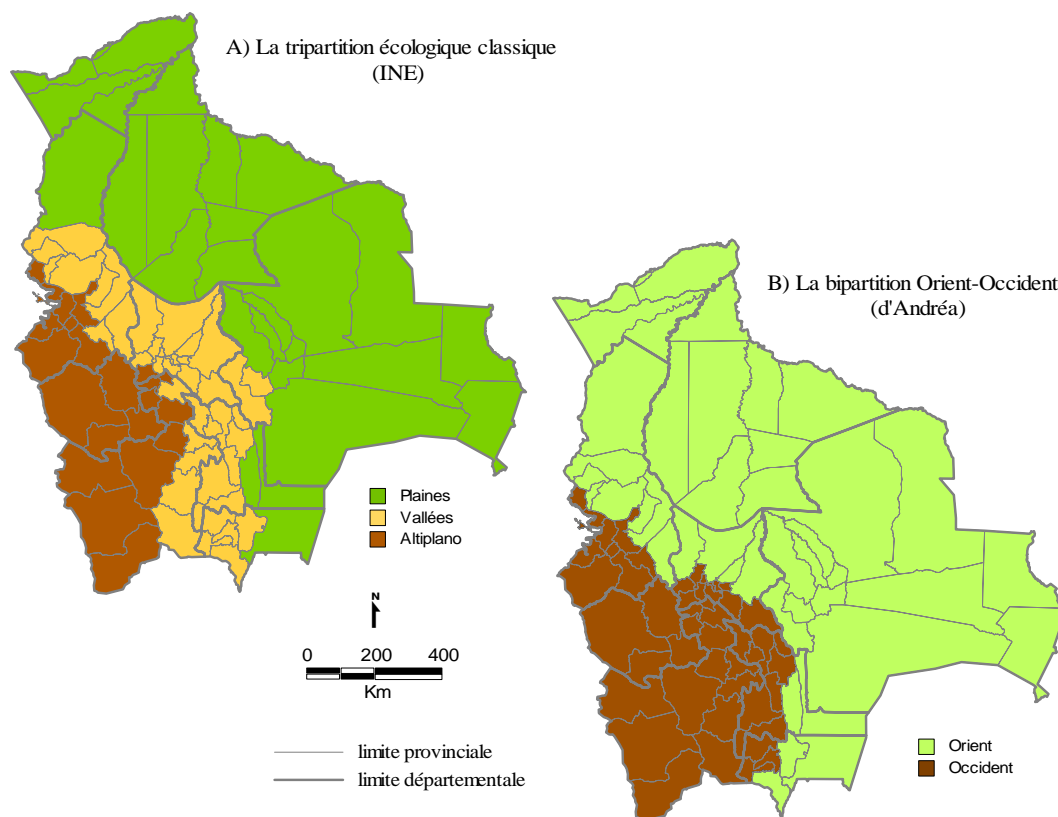 A) La tripartition écologique classique
(INE)
B) La bipartition Orient-Occident
(d'Andréa)
Plaines
Vallées
Altiplano
N
0 200 400
Km
limite provinciale
limite départementale
Orient
Occident